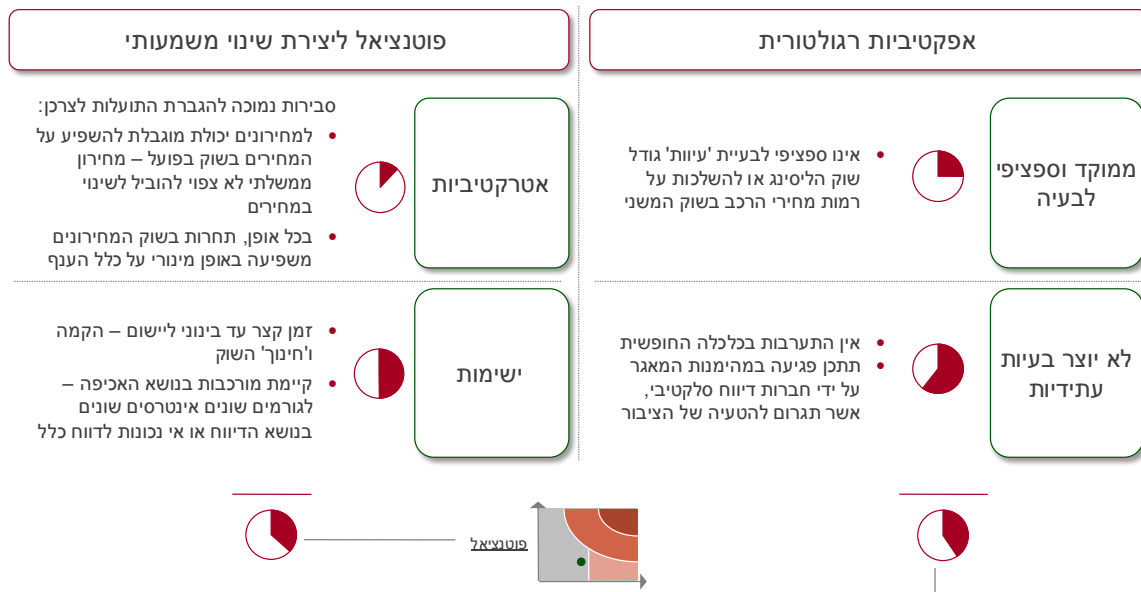 אפקטיביות רגולטורית
ממוקד וספציפי
לבעיה
אינו ספציפי לבעיית 'עיוות' גודל
שוק הליסינג או להשלכות על
רמות מחירי הרכב בשוק המשני
לא יוצר בעיות
עתידיות
אין התערבות בכלכלה החופשית
תתכן פגיעה במהימנות המאגר
על ידי חברות דיווח סלקטיבי,
אשר תגרום להטעיה של הציבור
פוטנציאל ליצירת שינוי משמעותי
אטרקטיביות
סבירות נמוכה להגברת התועלות לצרכן:
למחירונים יכולת מוגבלת להשפיע על
המחירים בשוק בפועל – מחירון
ממשלתי לא צפוי להוביל לשינוי
במחירים
בכל אופן, תחרות בשוק המחירונים
משפיעה באופן מינורי על כלל הענף
ישימות
זמן קצר עד בינוני ליישום – הקמה
ו'חינוך' השוק
קיימת מורכבות בנושא האכיפה –
לגורמים שונים אינטרסים שונים
בנושא הדיווח או אי נכונות לדווח כלל
פוטנציאל